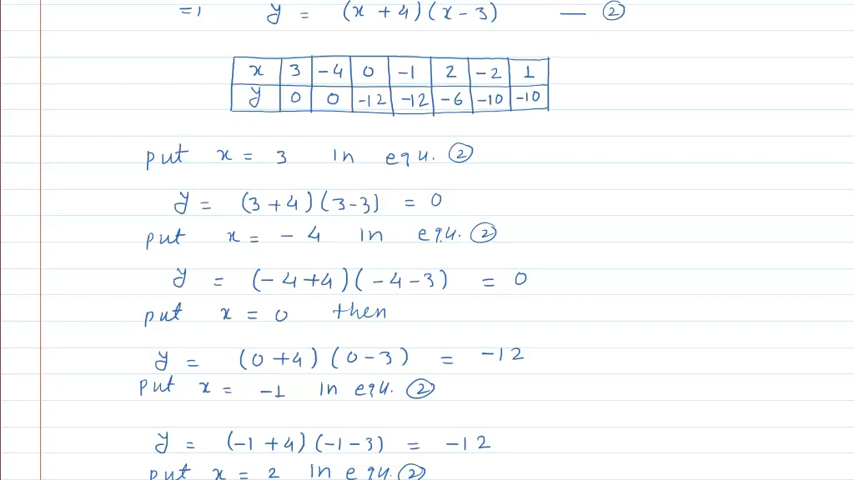 =) y = (x + 4) (x - 3) — ②
x 3 -4 0 -1 2 -2 1
y 0 0 -12 -12 -6 -10 -10
put x = 3 in equ. ②
y = (3+4) (3-3) = 0
put x = - 4 in equ. ②
y = (-4+4) (-4-3) = 0
put x = 0 then
y = (0+4) (0-3) = -12
put x = -1 in equ. ②
y = (-1+4) (-1-3) = -12
put x = 2 in equ. ②